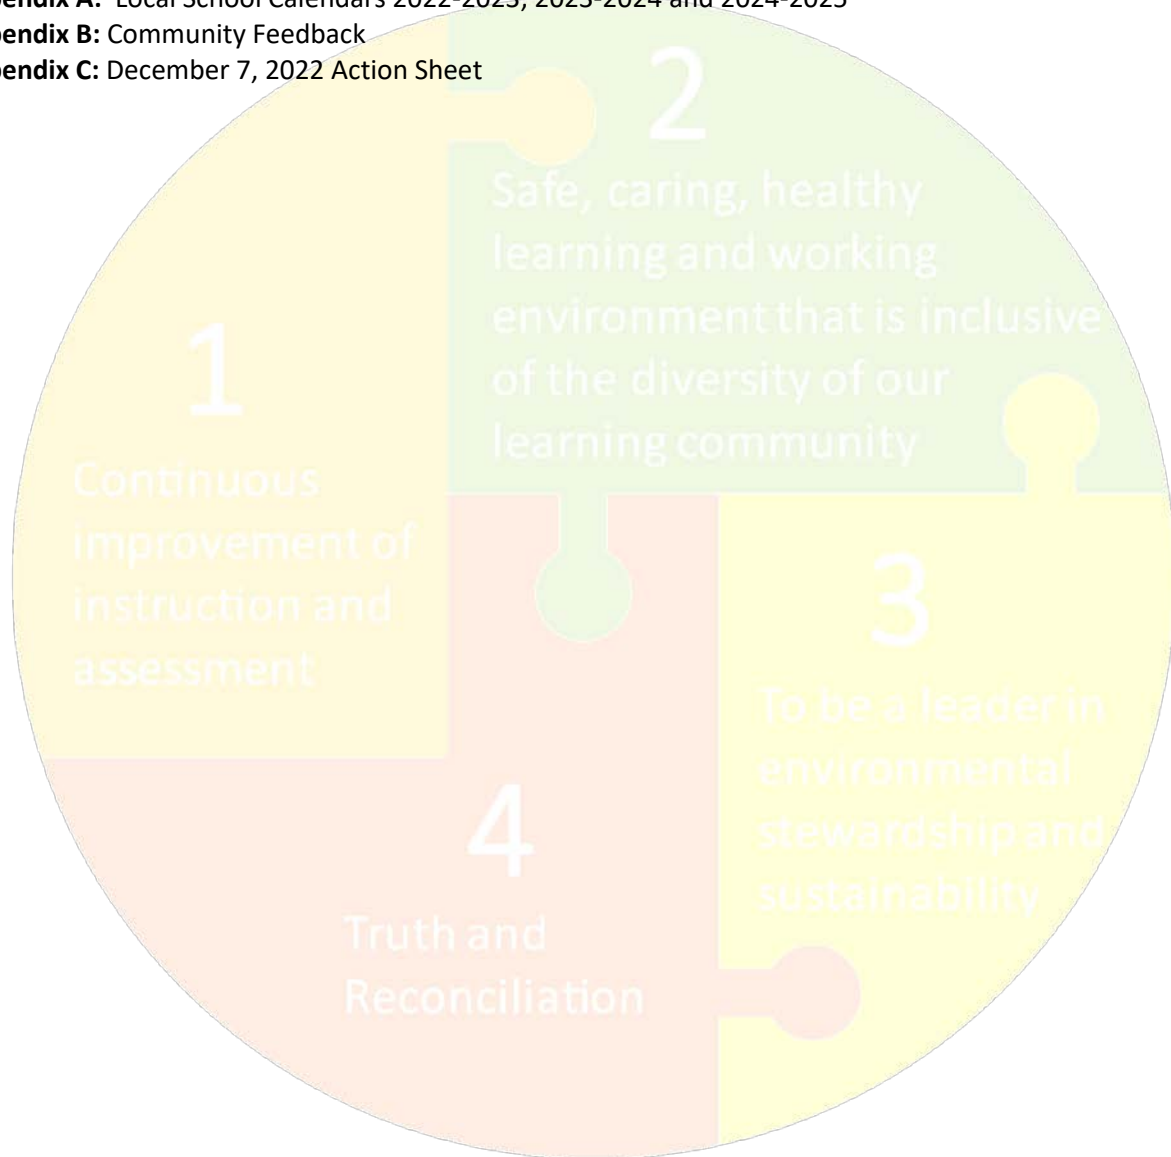 pendix A: Local School Calendars 2022-2023, 2023-2024 and 2024-2025
pendix B: Community Feedback
pendix C: December 7, 2022 Action Sheet
1
Continuous
improvement of
instruction and
assessment
2
Safe, caring, healthy
learning and working
environment that is inclusive
of the diversity of our
learning community
3
To be a leader in
environmental
stewardship and
sustainability
4
Truth and
Reconciliation